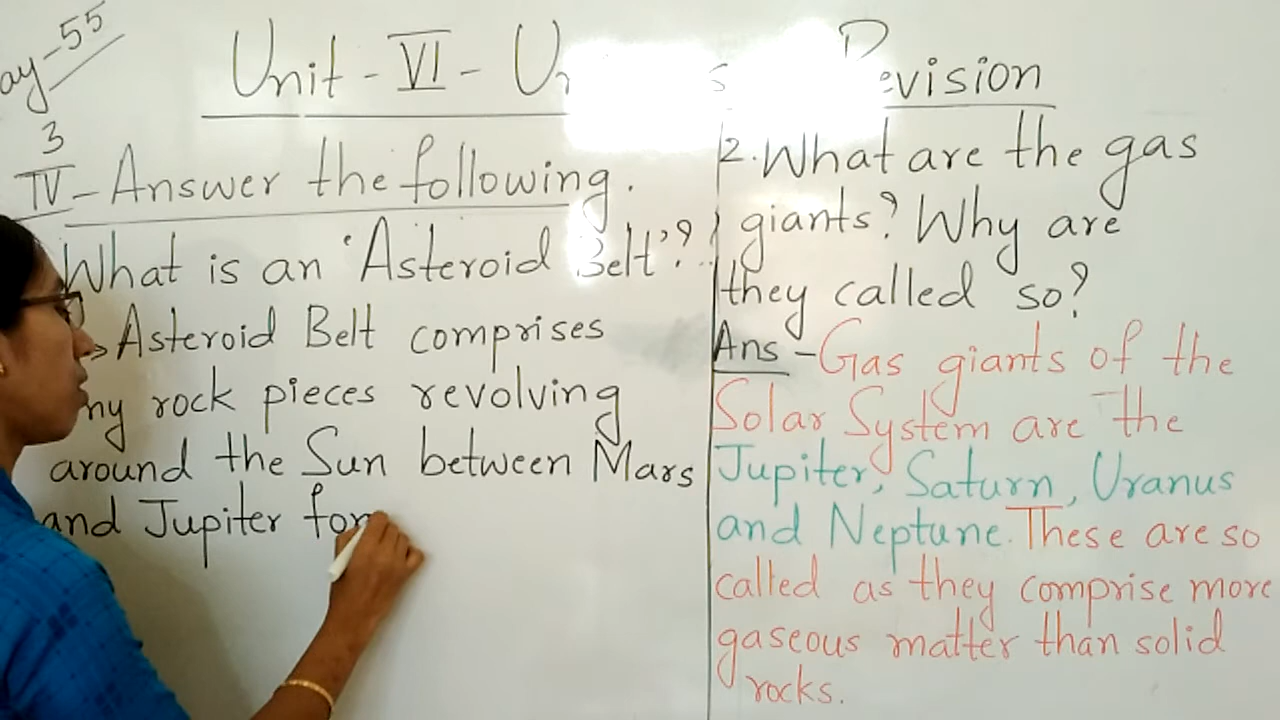 ay-55
Unit - VI - Revision
3
IV - Answer the following.
What is an 'Asteroid Belt'?
Asteroid Belt comprises
rock pieces revolving
around the Sun between Mars
and Jupiter for
2. What are the gas
giants? Why are
they called so?
Ans - Gas giants of the
Solar System are the
Jupiter, Saturn, Uranus
and Neptune. These are so
called as they comprise more
gaseous matter than solid
rocks.